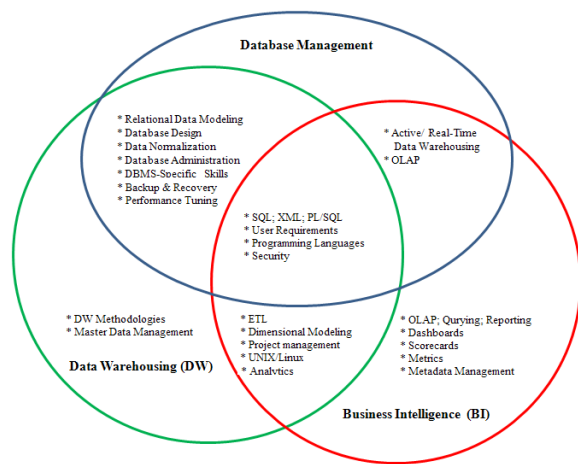 Database Management
* Relational Data Modeling
* Database Design
* Data Normalization
* Database Administration
* DBMS-Specific Skills
* Backup & Recovery
* Performance Tuning
* Active/ Real-Time
Data Warehousing
* OLAP
* SQL; XML; PL/SQL
* User Requirements
* Programming Languages
* Security
* DW Methodologies
* Master Data Management
Data Warehousing (DW)
* ETL
* Dimensional Modeling
* Project management
* UNIX/Linux
* Analytics
* OLAP; Qurying; Reporting
* Dashboards
* Scorecards
* Metrics
* Metadata Management
Business Intelligence (BI)